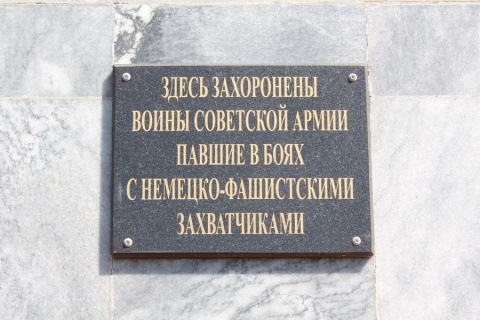 ЗДЕСЬ ЗАХОРОНЕНЫ
ВОИНЫ СОВЕТСКОЙ АРМИИ
ПАВШИЕ В БОЯХ
С НЕМЕЦКО-ФАШИСТСКИМИ
ЗАХВАТЧИКАМИ